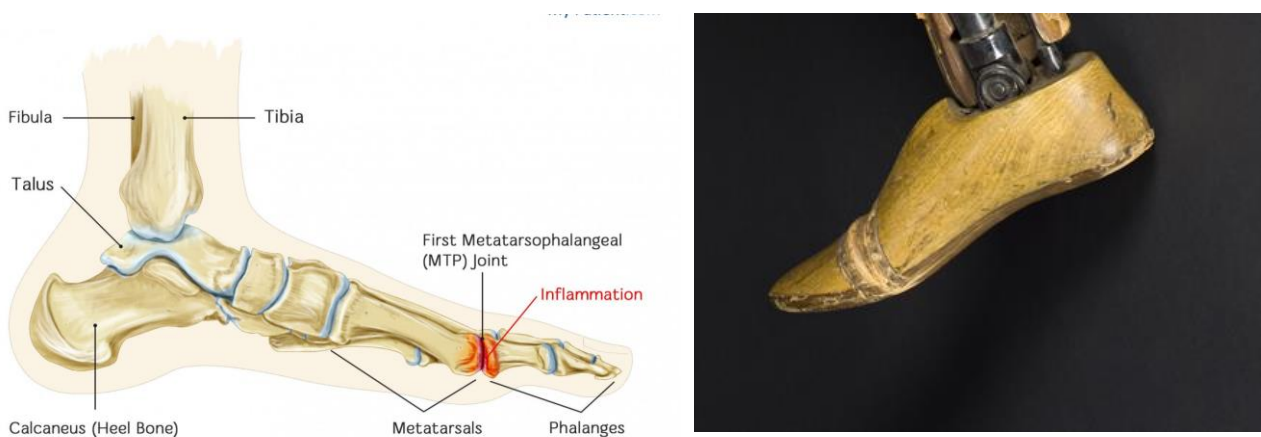 Fibula
Tibia
Talus
First Metatarsophalangeal
(MTP) Joint
Inflammation
Calcaneus (Heel Bone)
Metatarsals
Phalanges